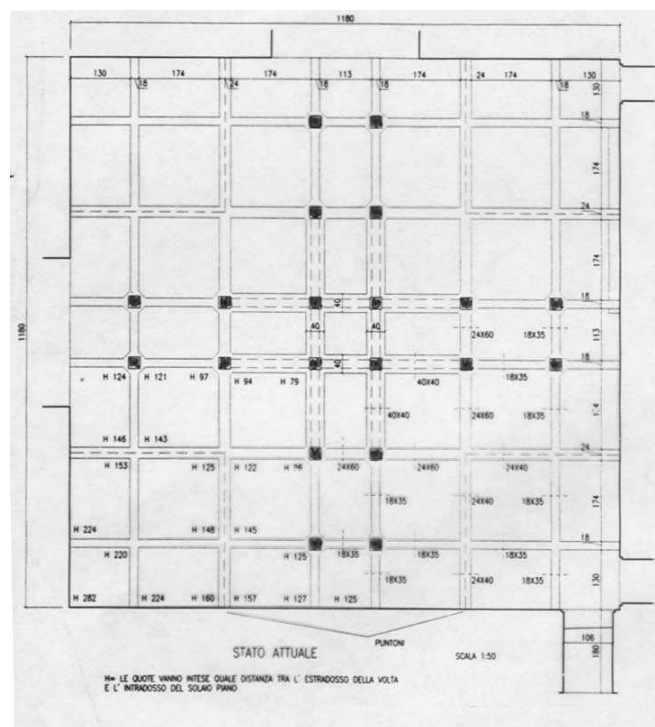 1180
130 174 174 113 174 24 174 130
18 24 18 18 18
130
18
174
24
174
18
40
113
40 40
24X60 18X35
1180
40
18
H 124 H 121 H 97 H 94 H 79 40X40 18X35
40X40 24X60 18X35
H 146 H 143
24
H 153 H 125 H 122 24X60 24X60 24X40
18X35 24X40 18X35
174
H 224 H 148 H 145
18
H 220 H 125 18X35 18X35 18X35
18X35 24X40 18X35
130
H 282 H 224 H 160 H 157 H 127 H 125
106
PUNTONI
180
STATO ATTUALE SCALA 1:50
H= LE QUOTE VANNO INTESE QUALE DISTANZA TRA L' ESTRADOSSO DELLA VOLTA
E L' INTRADOSSO DEL SOLAIO PIANO